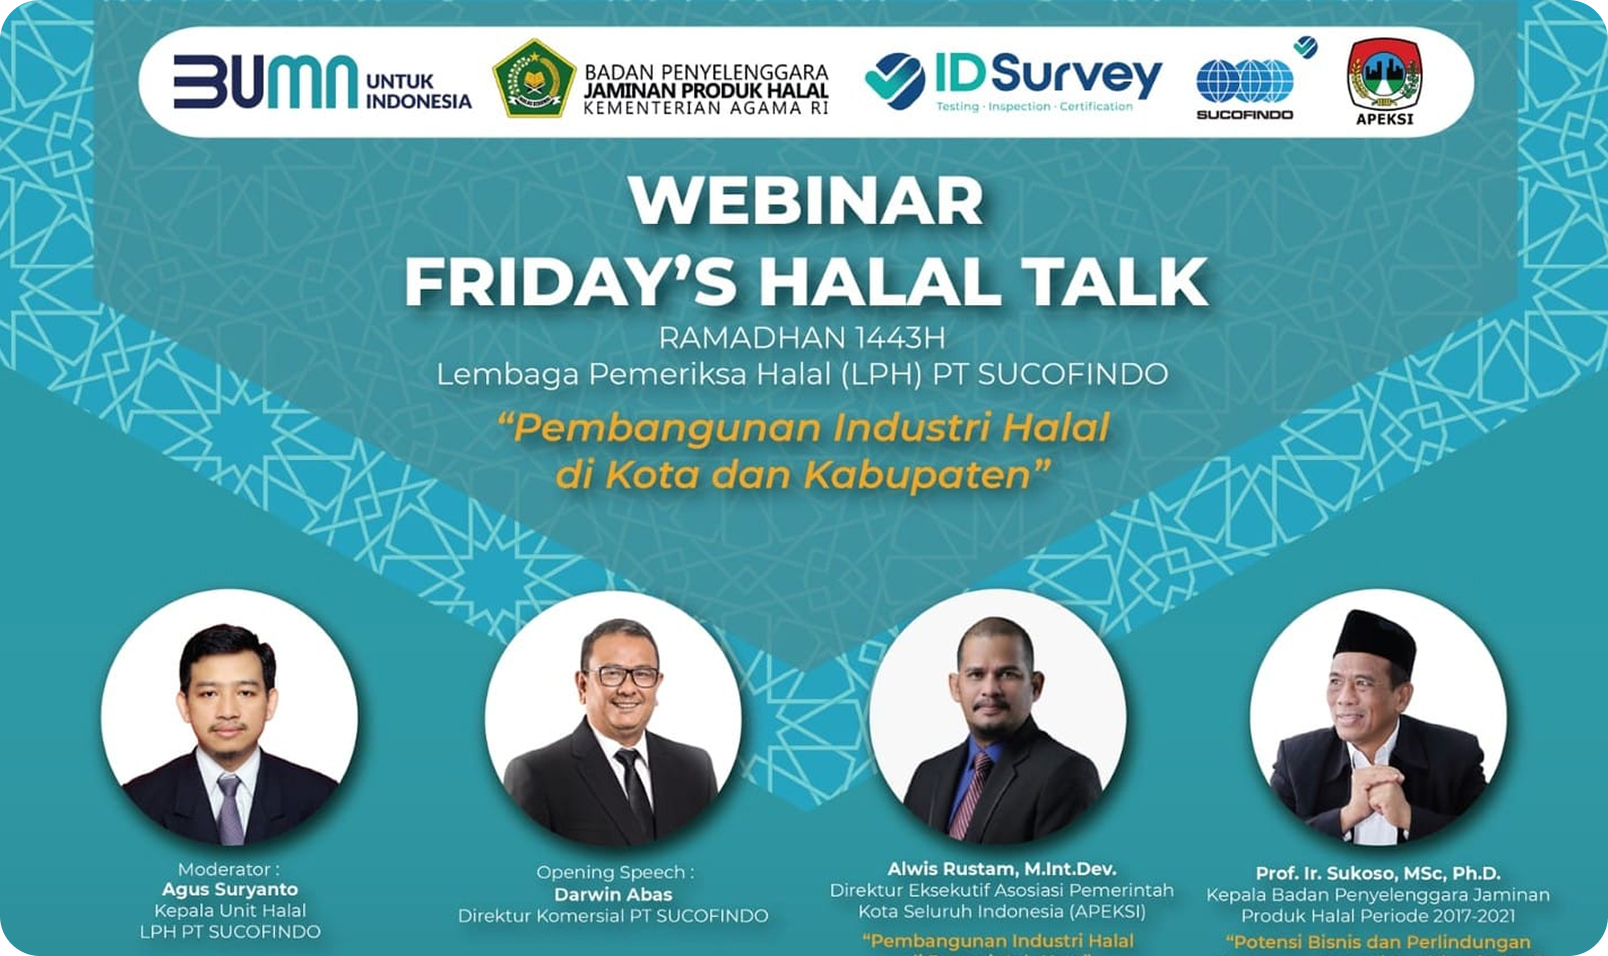 BUMN UNTUK
INDONESIA
BADAN PENYELENGGARA
JAMINAN PRODUK HALAL
KEMENTERIAN AGAMA RI
IDSurvey
Testing · Inspection · Certification
SUCOFINDO
APEKSI
WEBINAR
FRIDAY’S HALAL TALK
RAMADHAN 1443H
Lembaga Pemeriksa Halal (LPH) PT SUCOFINDO
“Pembangunan Industri Halal
di Kota dan Kabupaten”
Moderator :
Agus Suryanto
Kepala Unit Halal
LPH PT SUCOFINDO
Opening Speech :
Darwin Abas
Direktur Komersial PT SUCOFINDO
Alwis Rustam, M.Int.Dev.
Direktur Eksekutif Asosiasi Pemerintah
Kota Seluruh Indonesia (APEKSI)
“Pembangunan Industri Halal
Prof. Ir. Sukoso, MSc, Ph.D.
Kepala Badan Penyelenggara Jaminan
Produk Halal Periode 2017-2021
“Potensi Bisnis dan Perlindungan